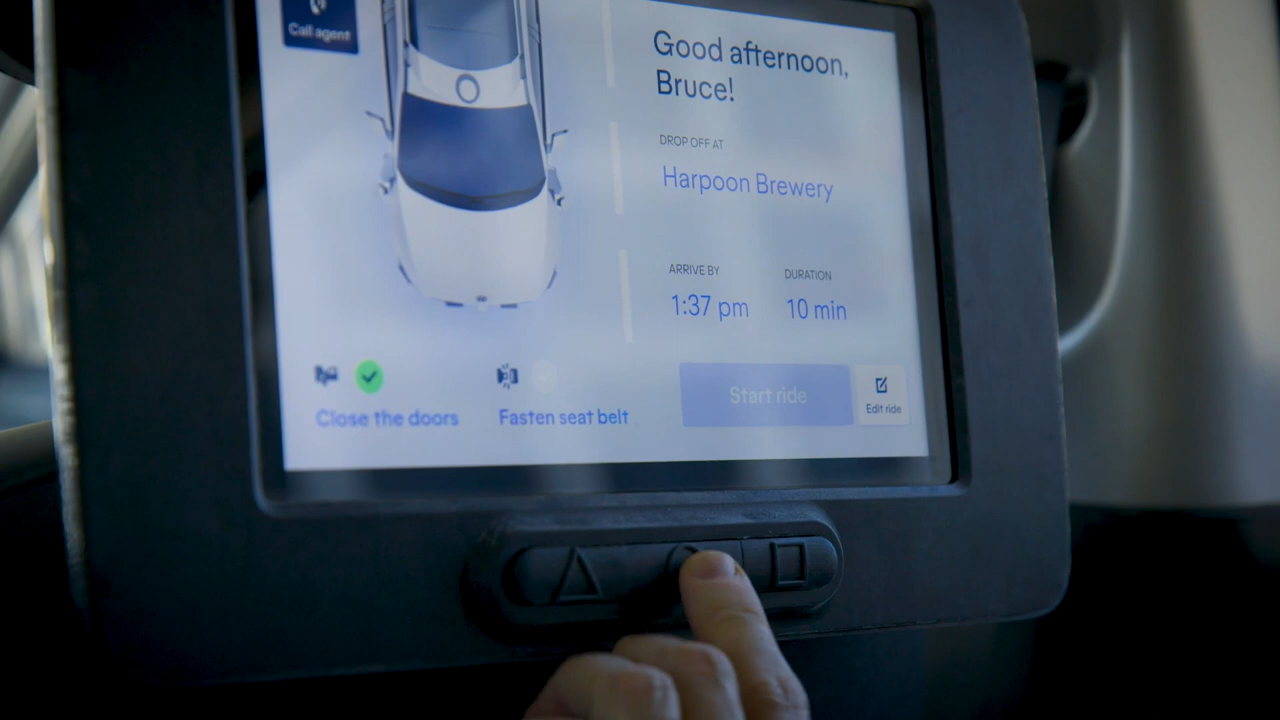 Call agent
Good afternoon,
Bruce!
DROP OFF AT
Harpoon Brewery
ARRIVE BY
DURATION
1:37 pm
10 min
Close the doors
Fasten seat belt
Start ride
Edit ride